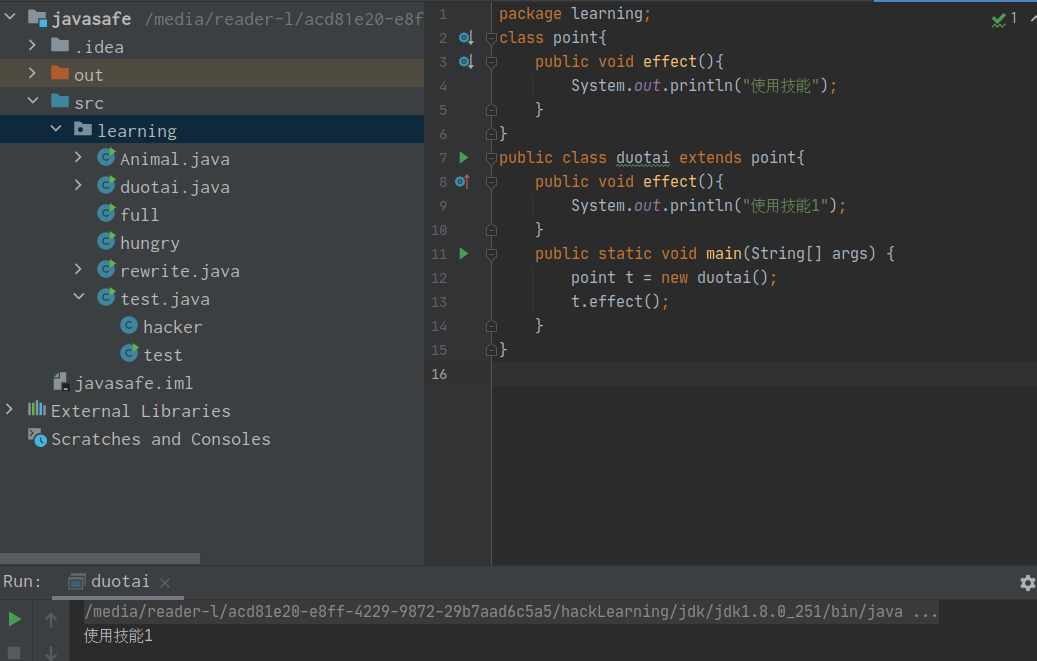 javasafe /media/reader-l/acd81e20-e8f
.idea
out
src
learning
Animal.java
duotai.java
full
hungry
rewrite.java
test.java
hacker
test
javasafe.iml
External Libraries
Scratches and Consoles
1
1 package learning;
2 class point{
3 public void effect(){
4 System.out.println("使用技能");
5 }
6 }
7 public class duotai extends point{
8 public void effect(){
9 System.out.println("使用技能1");
10 }
11 public static void main(String[] args) {
12 point t = new duotai();
13 t.effect();
14 }
15 }
16
Run: duotai
/media/reader-l/acd81e20-e8ff-4229-9872-29b7aad6c5a5/hackLearning/jdk/jdk1.8.0_251/bin/java ...
使用技能1